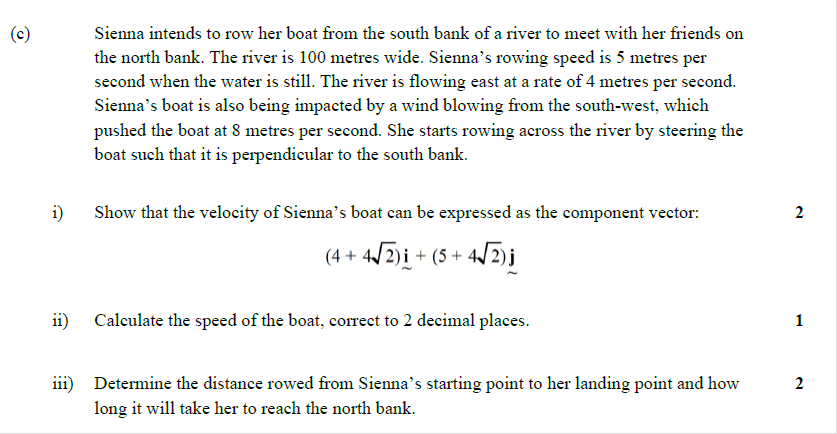 (c) Sienna intends to row her boat from the south bank of a river to meet with her friends on
the north bank. The river is 100 metres wide. Sienna's rowing speed is 5 metres per
second when the water is still. The river is flowing east at a rate of 4 metres per second.
Sienna's boat is also being impacted by a wind blowing from the south-west, which
pushed the boat at 8 metres per second. She starts rowing across the river by steering the
boat such that it is perpendicular to the south bank.
i) Show that the velocity of Sienna's boat can be expressed as the component vector: 2
(4 + 4√2)ḭ + (5 + 4√2)j̰
ii) Calculate the speed of the boat, correct to 2 decimal places. 1
iii) Determine the distance rowed from Sienna's starting point to her landing point and how 2
long it will take her to reach the north bank.